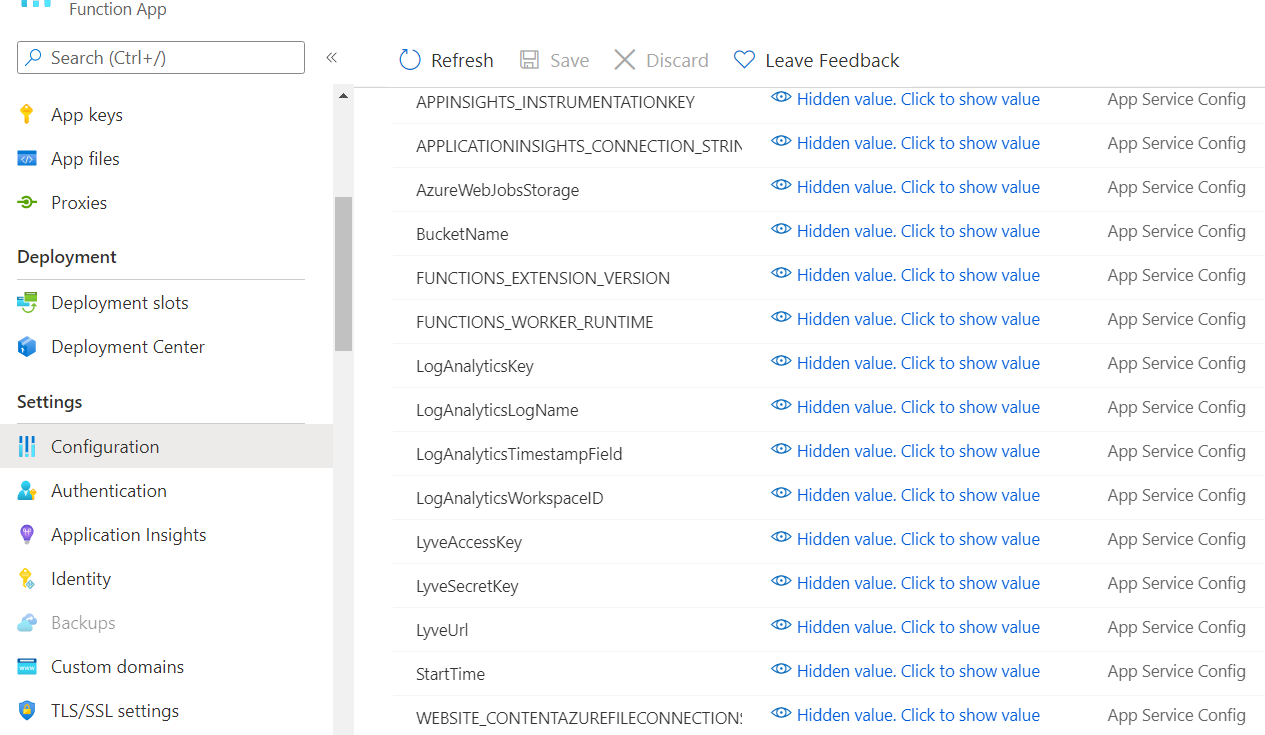 Function App
Search (Ctrl+/)
«
App keys
App files
Proxies
Deployment
Deployment slots
Deployment Center
Settings
Configuration
Authentication
Application Insights
Identity
Backups
Custom domains
TLS/SSL settings
Refresh Save Discard Leave Feedback
APPINSIGHTS_INSTRUMENTATIONKEY Hidden value. Click to show value App Service Config
APPLICATIONINSIGHTS_CONNECTION_STRIN Hidden value. Click to show value App Service Config
AzureWebJobsStorage Hidden value. Click to show value App Service Config
BucketName Hidden value. Click to show value App Service Config
FUNCTIONS_EXTENSION_VERSION Hidden value. Click to show value App Service Config
FUNCTIONS_WORKER_RUNTIME Hidden value. Click to show value App Service Config
LogAnalyticsKey Hidden value. Click to show value App Service Config
LogAnalyticsLogName Hidden value. Click to show value App Service Config
LogAnalyticsTimestampField Hidden value. Click to show value App Service Config
LogAnalyticsWorkspaceID Hidden value. Click to show value App Service Config
LyveAccessKey Hidden value. Click to show value App Service Config
LyveSecretKey Hidden value. Click to show value App Service Config
LyveUrl Hidden value. Click to show value App Service Config
StartTime Hidden value. Click to show value App Service Config
WEBSITE_CONTENTAZUREFILECONNECTIONS Hidden value. Click to show value App Service Config